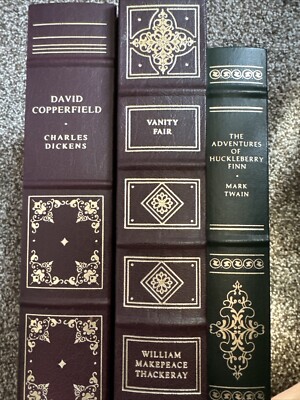 DAVID
COPPERFIELD
CHARLES
DICKENS
VANITY
FAIR
WILLIAM
MAKEPEACE
THACKERAY
THE
ADVENTURES
OF
HUCKLEBERRY
FINN
MARK
TWAIN